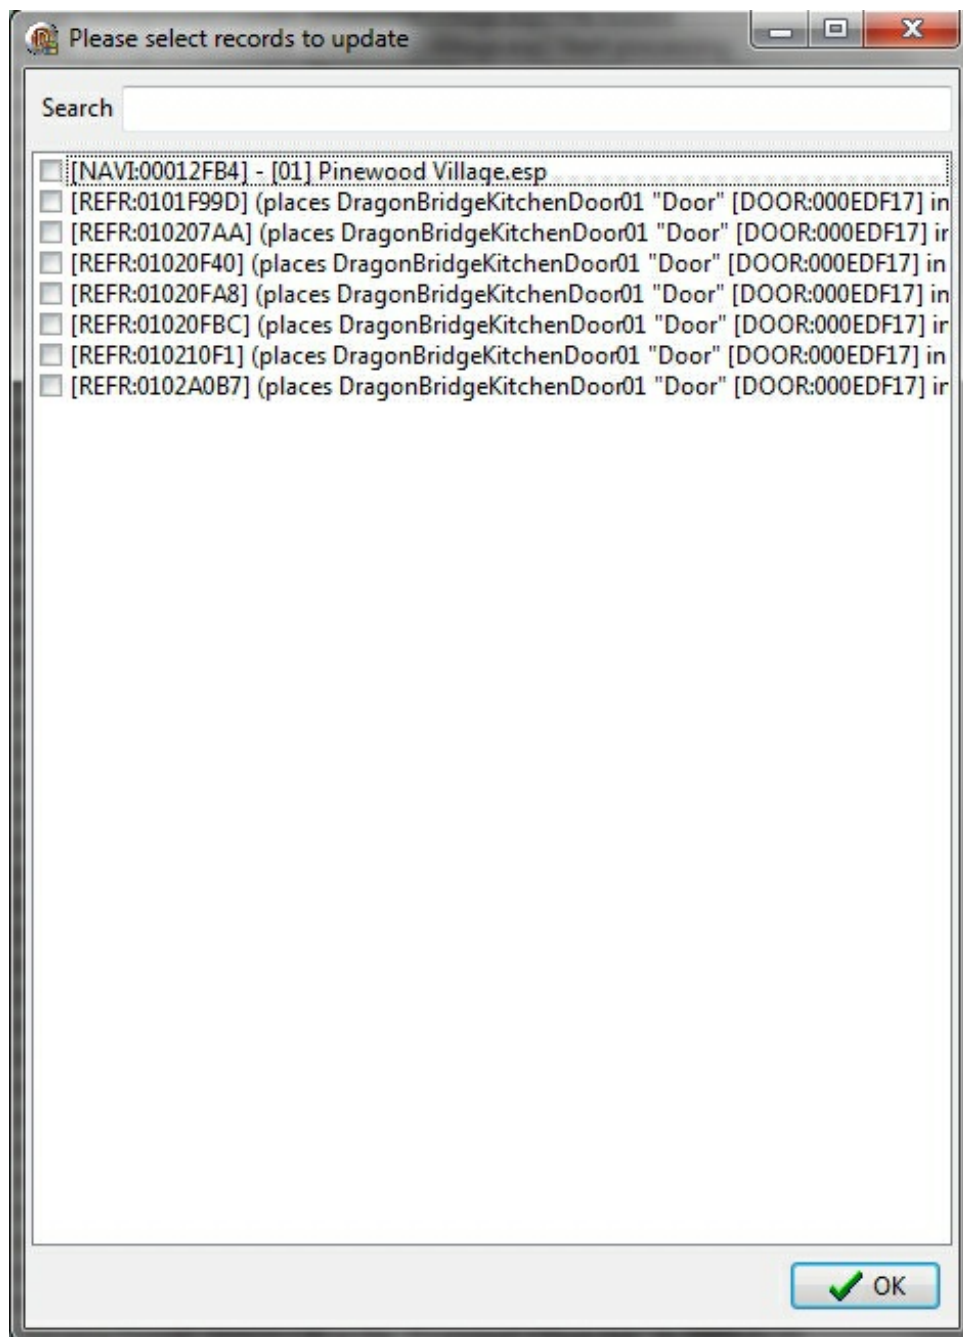 Please select records to update
Search
[NAVI:00012FB4] - [01] Pinewood Village.esp
[REFR:0101F99D] (places DragonBridgeKitchenDoor01 "Door" [DOOR:000EDF17] in
[REFR:010207AA] (places DragonBridgeKitchenDoor01 "Door" [DOOR:000EDF17] ir
[REFR:01020F40] (places DragonBridgeKitchenDoor01 "Door" [DOOR:000EDF17] in
[REFR:01020FA8] (places DragonBridgeKitchenDoor01 "Door" [DOOR:000EDF17] in
[REFR:01020FBC] (places DragonBridgeKitchenDoor01 "Door" [DOOR:000EDF17] ir
[REFR:010210F1] (places DragonBridgeKitchenDoor01 "Door" [DOOR:000EDF17] in
[REFR:0102A0B7] (places DragonBridgeKitchenDoor01 "Door" [DOOR:000EDF17] ir
OK